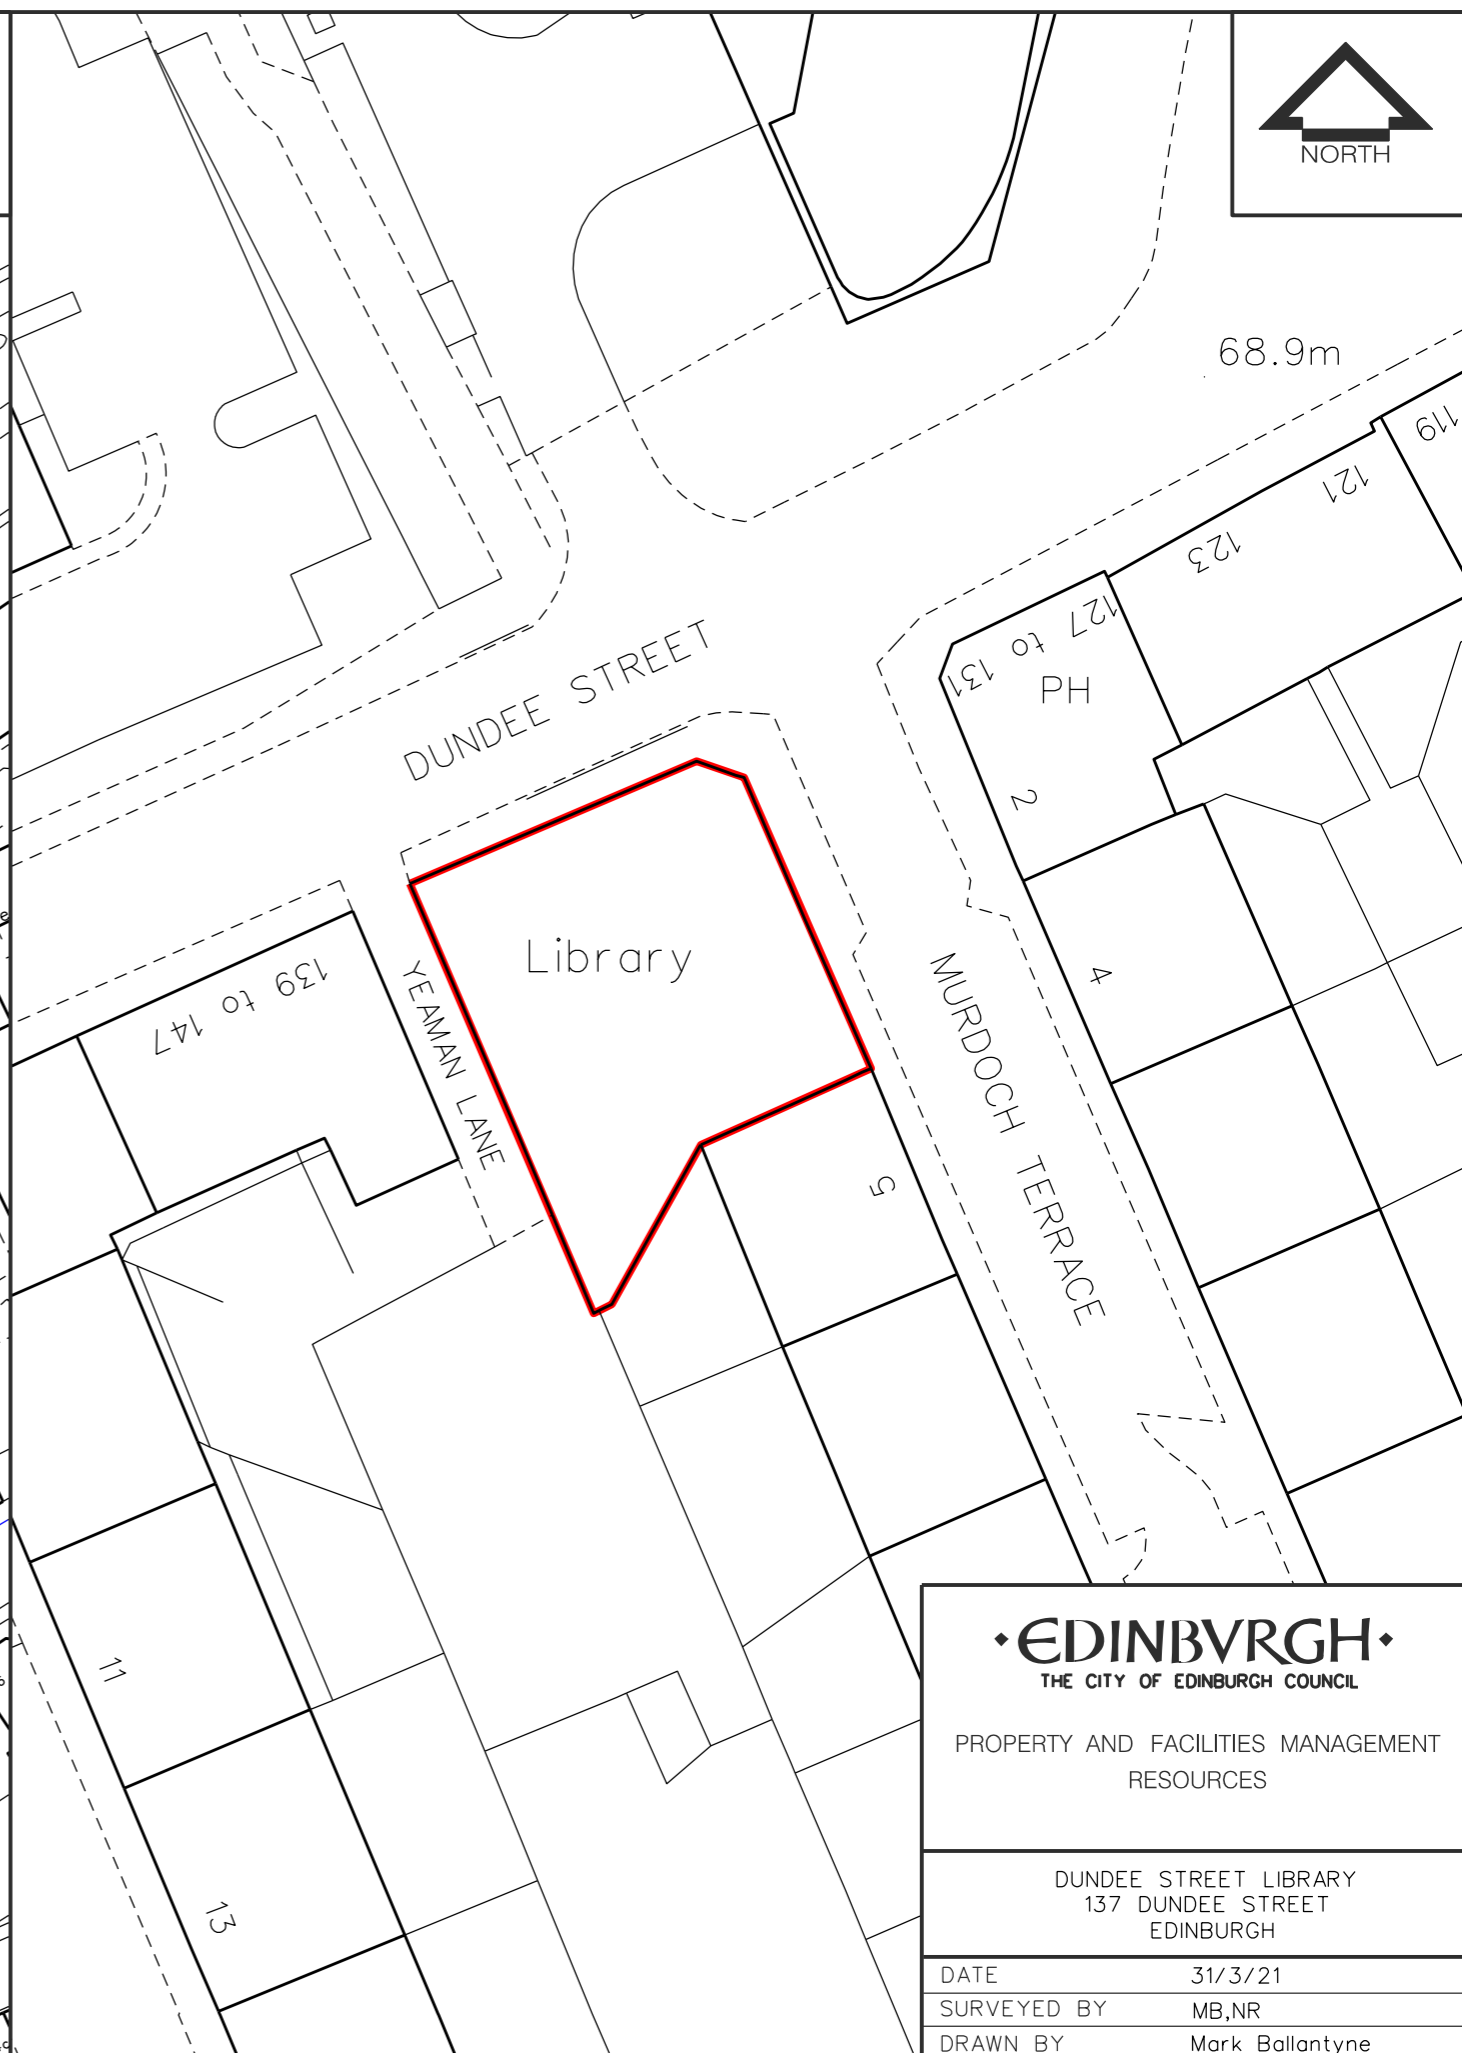 NORTH
68.9m
119
121
123
127 to 131
PH
DUNDEE STREET
2
Library
4
139 to 147
YEAMAN LANE
MURDOCH TERRACE
5
11
13
EDINBVRGH
THE CITY OF EDINBURGH COUNCIL
PROPERTY AND FACILITIES MANAGEMENT
RESOURCES
DUNDEE STREET LIBRARY
137 DUNDEE STREET
EDINBURGH
DATE 31/3/21
SURVEYED BY MB,NR
DRAWN BY Mark Ballantyne